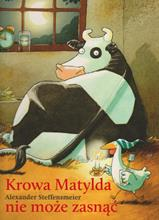 Krowa Matylda
Alexander Steffensmeier
nie może zasnąć